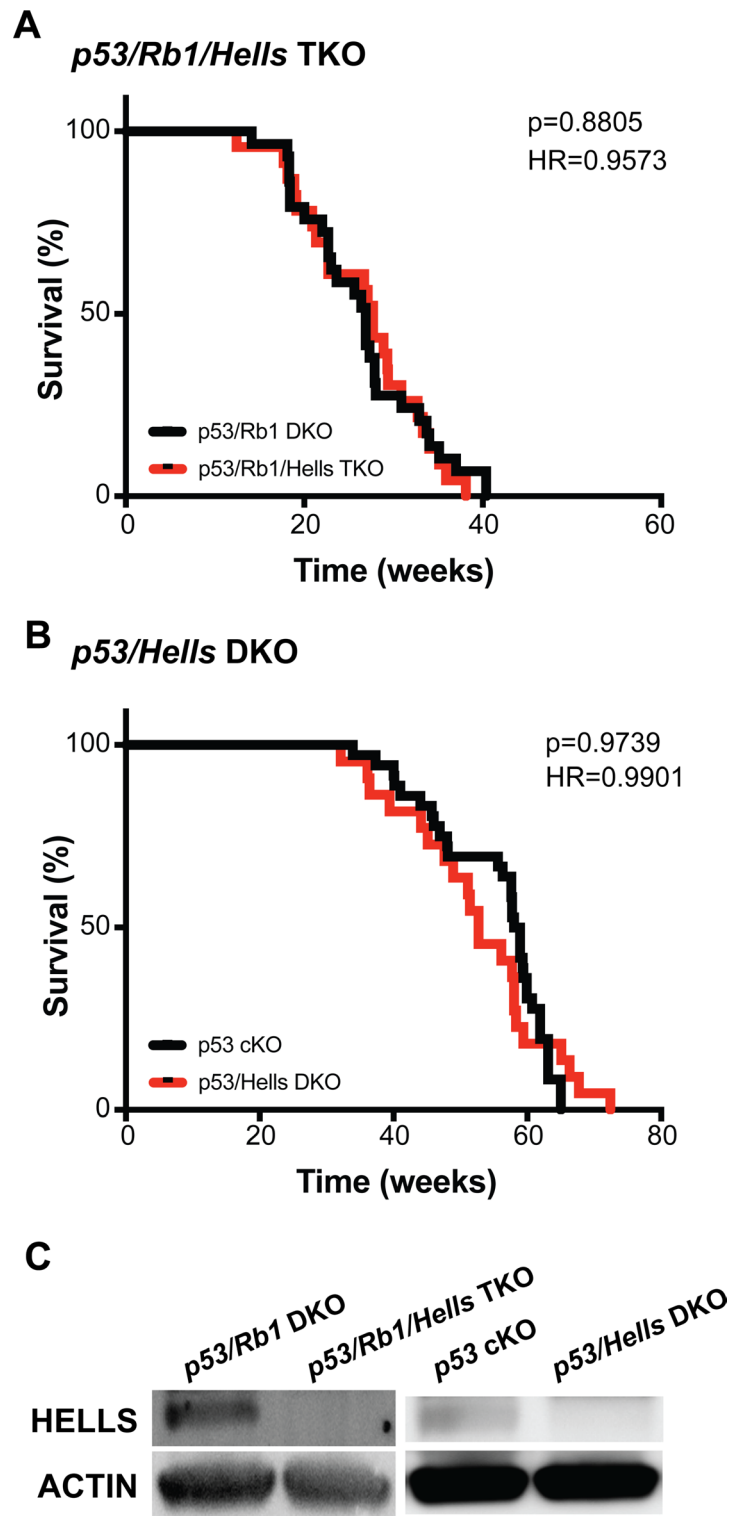 A
p53/Rb1/Hells TKO
p=0.8805
HR=0.9573
100
50
0
Survival (%)
p53/Rb1 DKO
p53/Rb1/Hells TKO
0 20 40 60
Time (weeks)
B
p53/Hells DKO
p=0.9739
HR=0.9901
100
50
0
Survival (%)
p53 cKO
p53/Hells DKO
0 20 40 60 80
Time (weeks)
C
p53/Rb1 DKO
p53/Rb1/Hells TKO
p53 cKO
p53/Hells DKO
HELLS
ACTIN